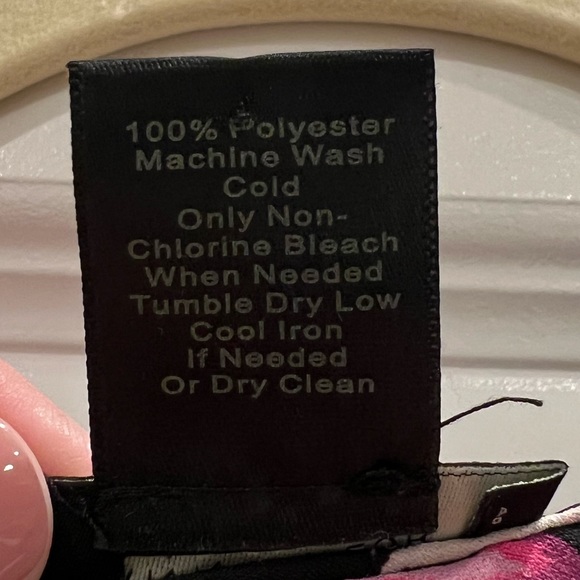 100% Polyester
Machine Wash
Cold
Only Non-
Chlorine Bleach
When Needed
Tumble Dry Low
Cool Iron
If Needed
Or Dry Clean